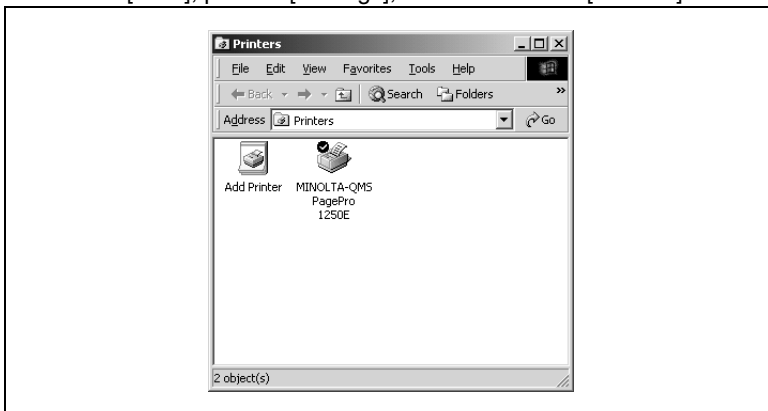 Printers
File Edit View Favorites Tools Help
Back Search Folders »
Address Printers Go
Add Printer MINOLTA-QMS
PagePro
1250E
2 object(s)